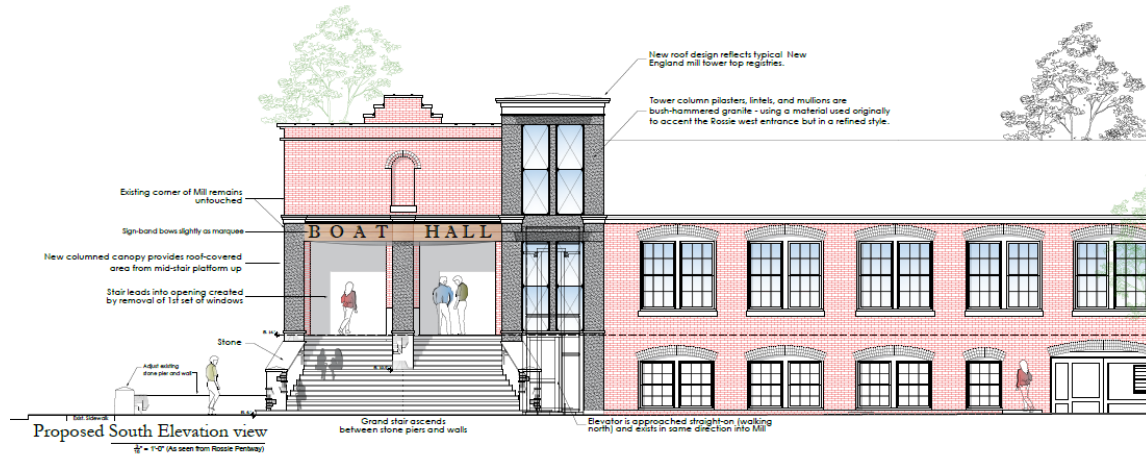 New roof design reflects typical New
England mill tower top registries.
Tower column pilasters, lintels, and mullions are
bush-hammered granite - using a material used originally
to accent the Rossie west entrance but in a refined style.
Existing corner of Mill remains
untouched
Sign-band bows slightly as marquee
BOAT HALL
New columned canopy provides roof-covered
area from mid-stair platform up
Stair leads into opening created
by removal of 1st set of windows
Stone
Adjust existing
stone pier and wall
Exist. Sidewalk
Grand stair ascends
between stone piers and walls
Elevator is approached straight-on (walking
north) and exists in same direction into Mill
Proposed South Elevation view
" = 1'-0" (As seen from Rossie Pentway)